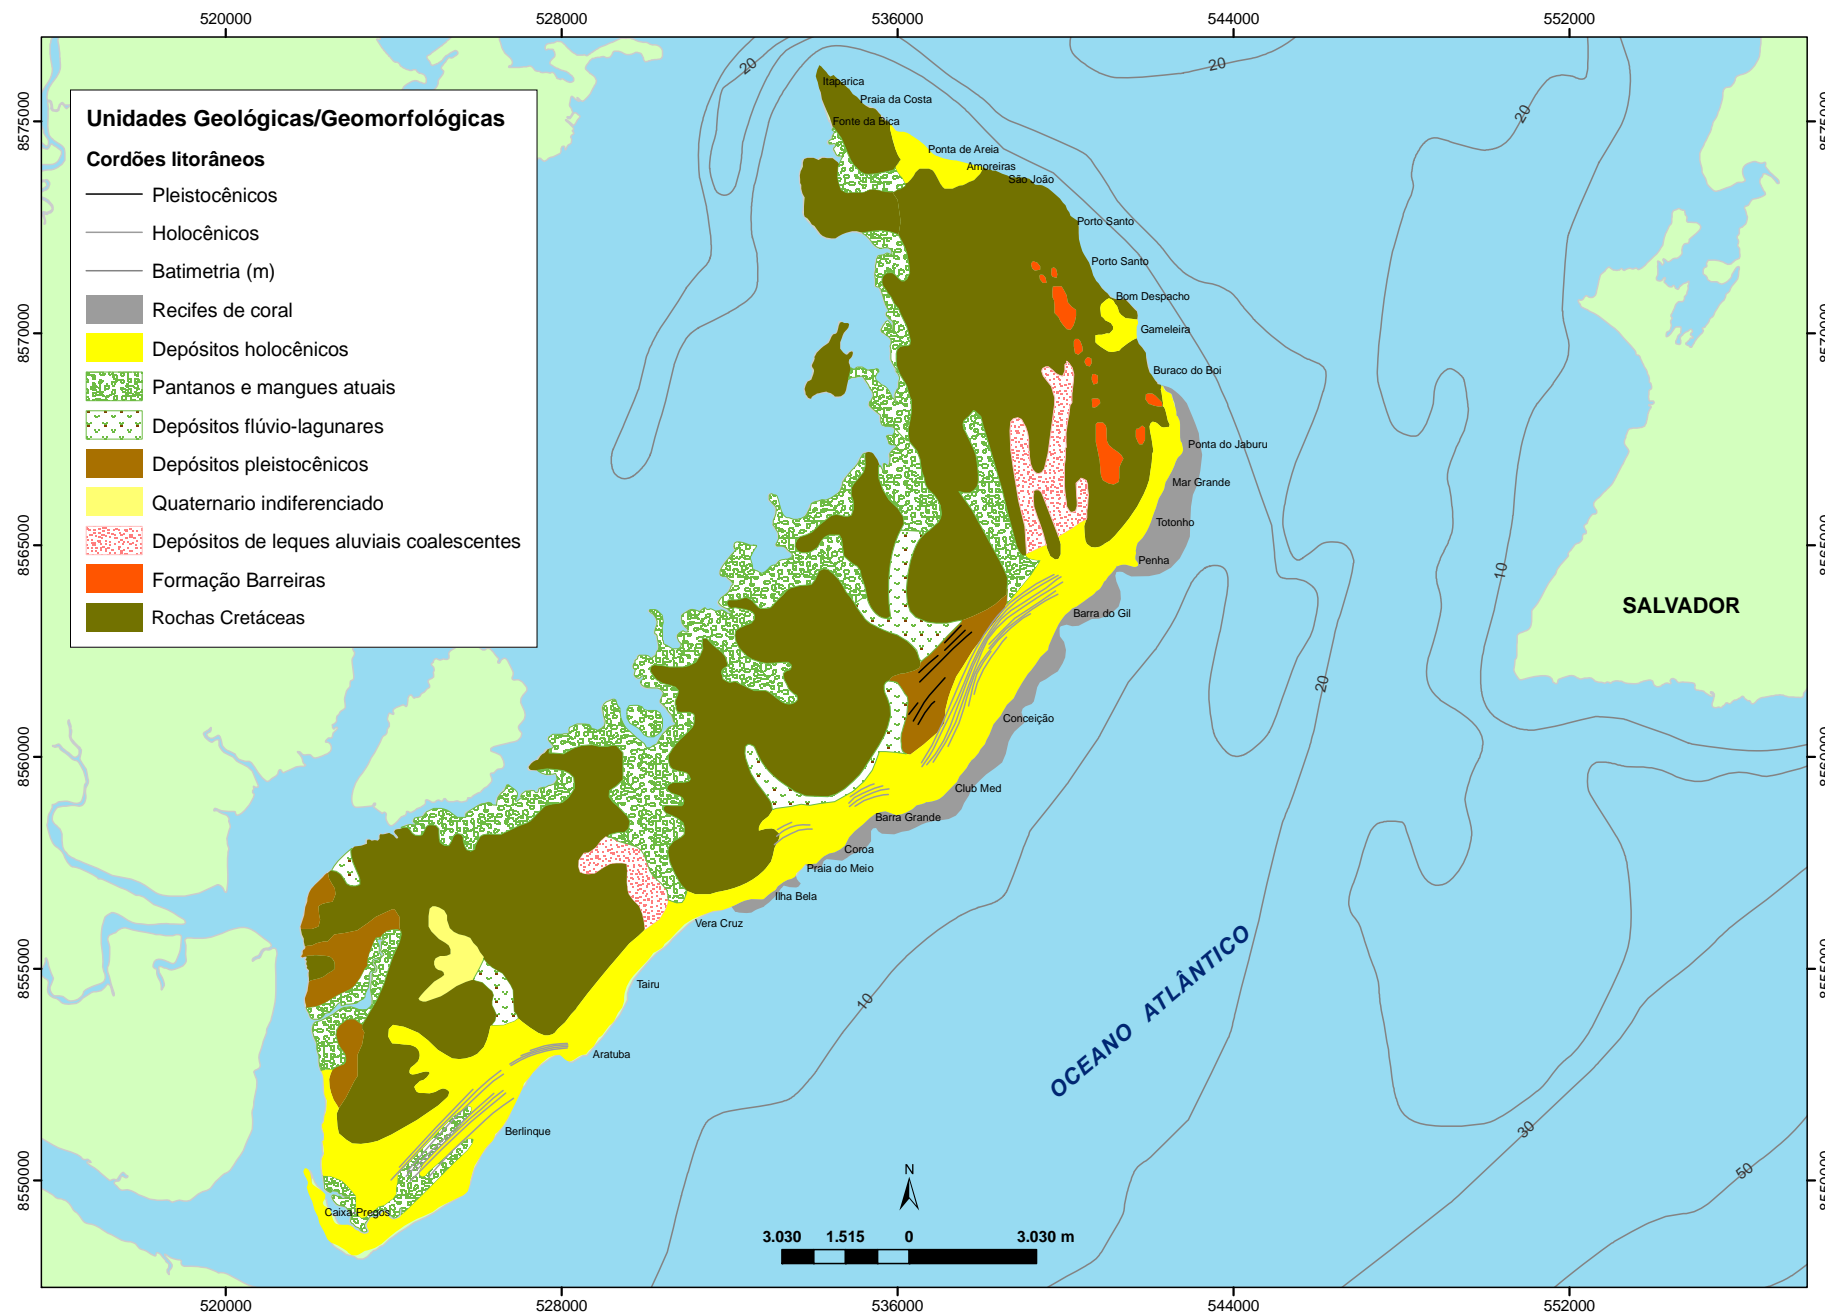 520000
528000
536000
544000
552000
8575000
8570000
8565000
8560000
8555000
8550000
Unidades Geológicas/Geomorfológicas
Cordões litorâneos
Pleistocênicos
Holocênicos
Batimetria (m)
Recifes de coral
Depósitos holocênicos
Pantanos e mangues atuais
Depósitos flúvio-lagunares
Depósitos pleistocênicos
Quaternario indiferenciado
Depósitos de leques aluviais coalescentes
Formação Barreiras
Rochas Cretáceas
20
20
20
Itaparica
Praia da Costa
Fonte da Bica
Ponta de Areia
Amoreiras
São João
Porto Santo
Porto Santo
Bom Despacho
Gameleira
Buraco do Boi
Ponta do Jaburu
Mar Grande
Totonho
Penha
10
SALVADOR
Barra do Gil
20
Conceição
Club Med
Barra Grande
Coroa
Praia do Meio
Ilha Bela
Vera Cruz
Tairu
10
OCEANO ATLÂNTICO
Aratuba
Berlinque
30
50
Caixa Pregos
N
3.030 1.515 0 3.030 m
8575000
8570000
8565000
8560000
8555000
8550000
520000
528000
536000
544000
552000